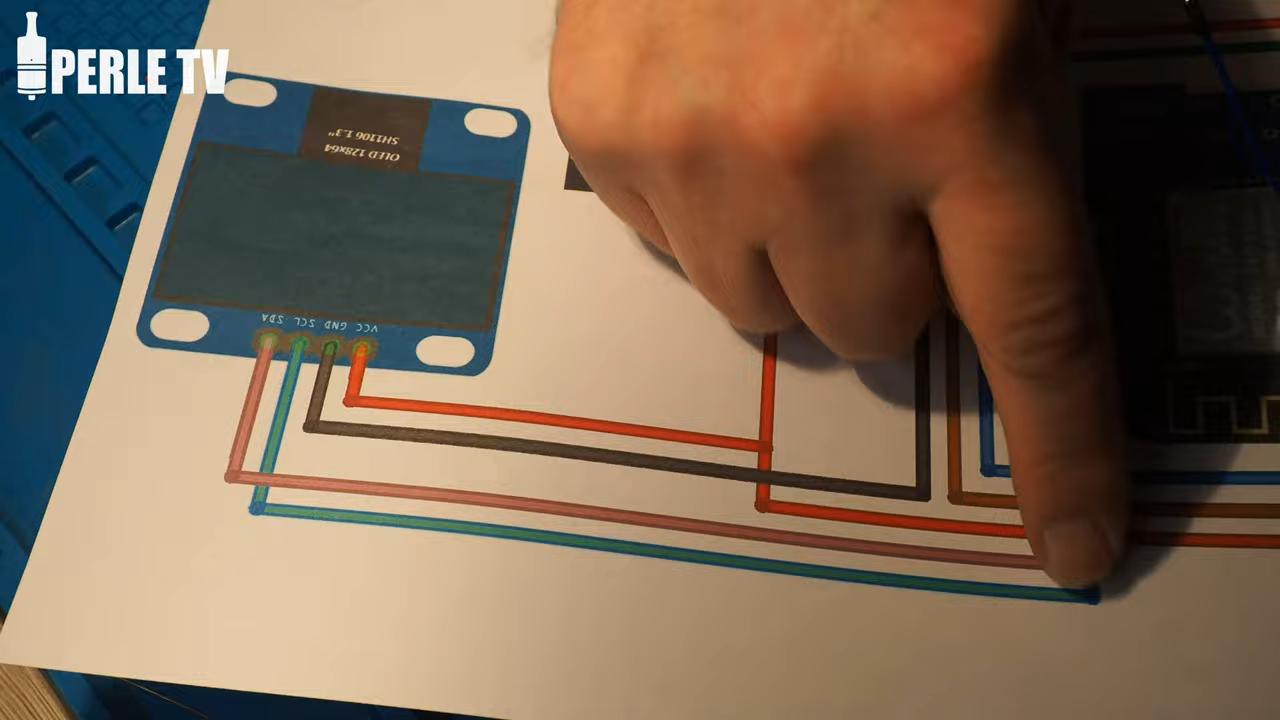 PERLE TV
OLED 128x64
SH1106 1.3"
VCC GND SCL SDA